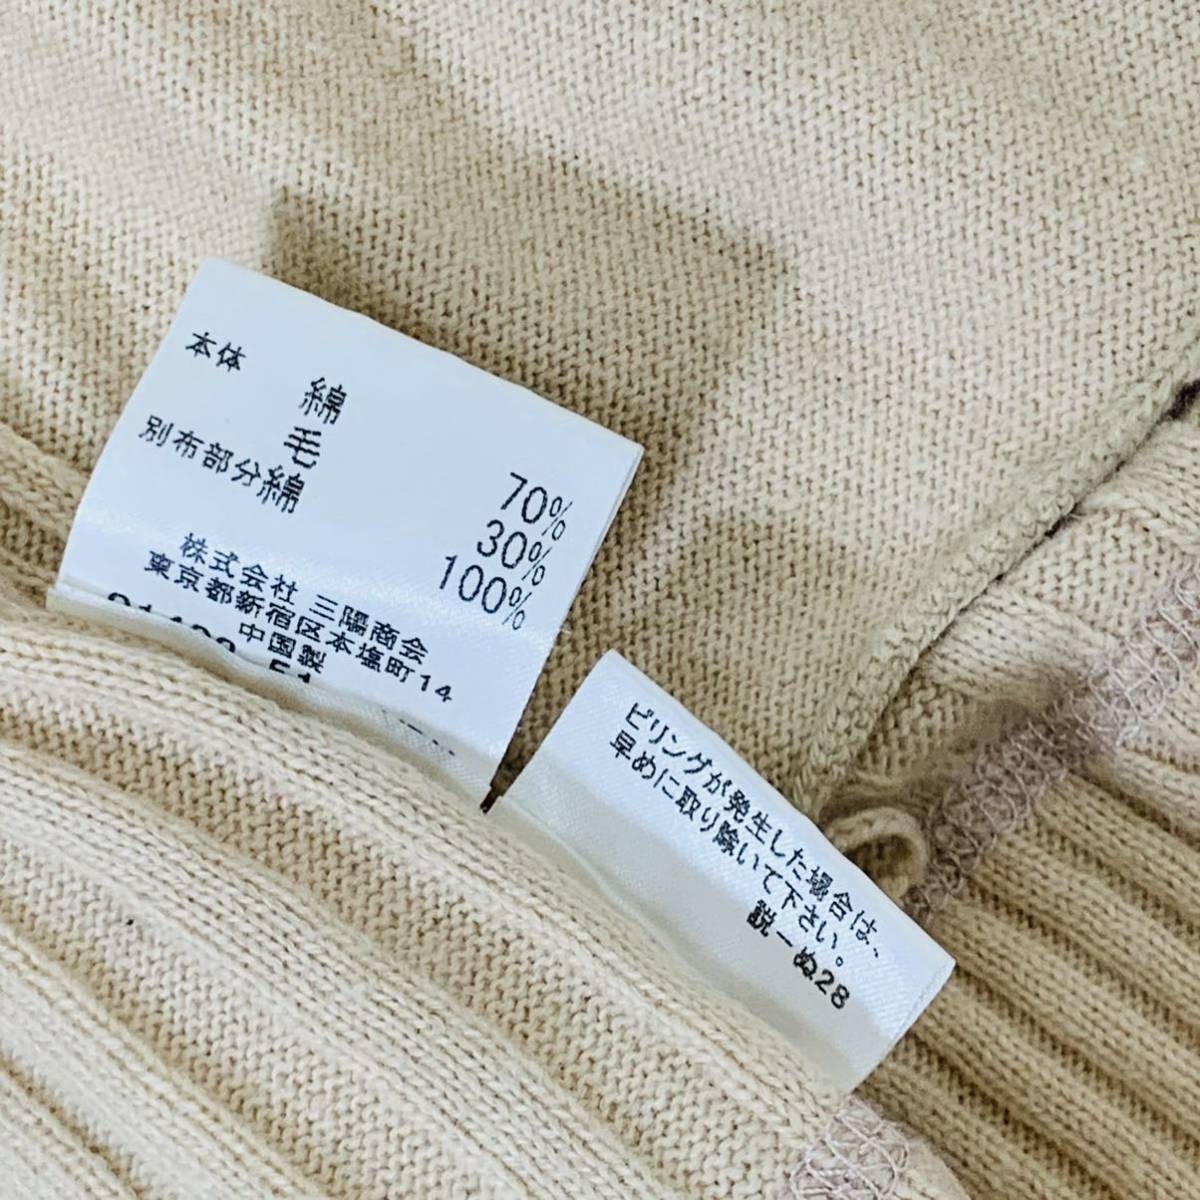 本体
綿 70%
毛 30%
別布部分綿 100%
株式会社 三陽商会
東京都新宿区本塩町14
中国製
ピリングが発生した場合は、
早めに取り除いて下さい。
説ーぬ28